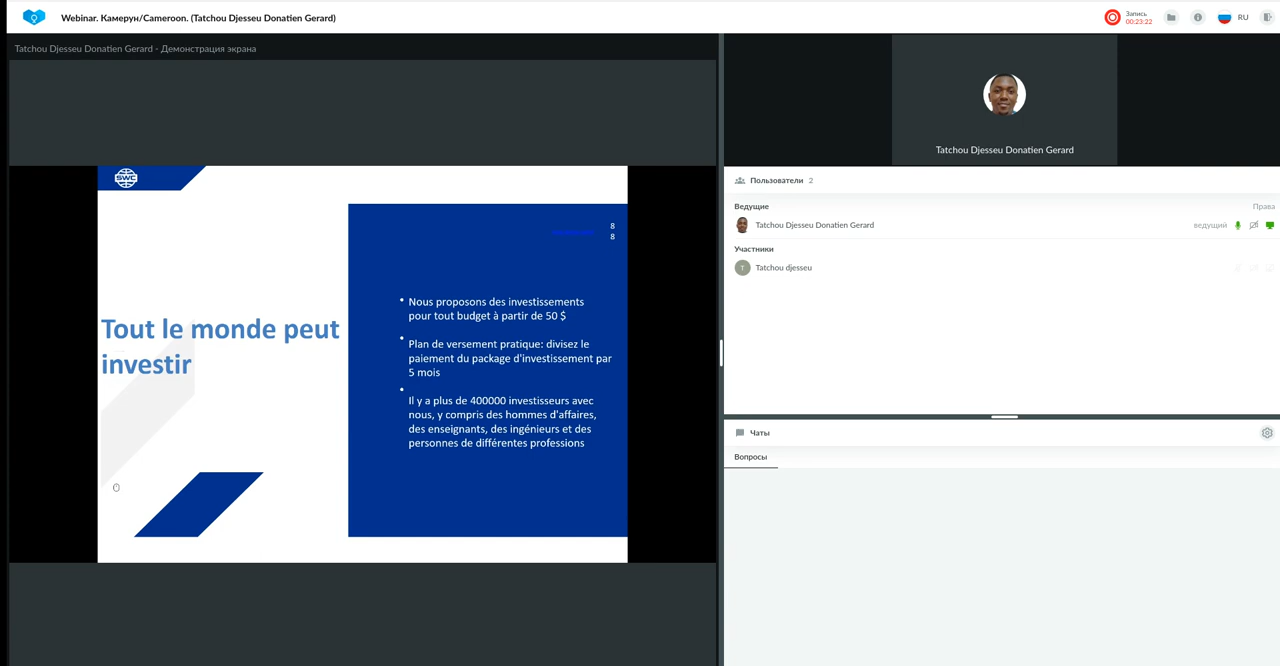 Webinar. Камерун/Cameroon. (Tatchou Djesseu Donatien Gerard)
Запись
00:23:22
RU
Tatchou Djesseu Donatien Gerard - Демонстрация экрана
SWC
8
8
Tout le monde peut
investir
• Nous proposons des investissements
pour tout budget à partir de 50 $
• Plan de versement pratique: divisez le
paiement du package d'investissement par
5 mois
•
Il y a plus de 400000 investisseurs avec
nous, y compris des hommes d'affaires,
des enseignants, des ingénieurs et des
personnes de différentes professions
Tatchou Djesseu Donatien Gerard
Пользователи 2
Ведущие Права
Tatchou Djesseu Donatien Gerard ведущий
Участники
T Tatchou djesseu
Чаты
Вопросы